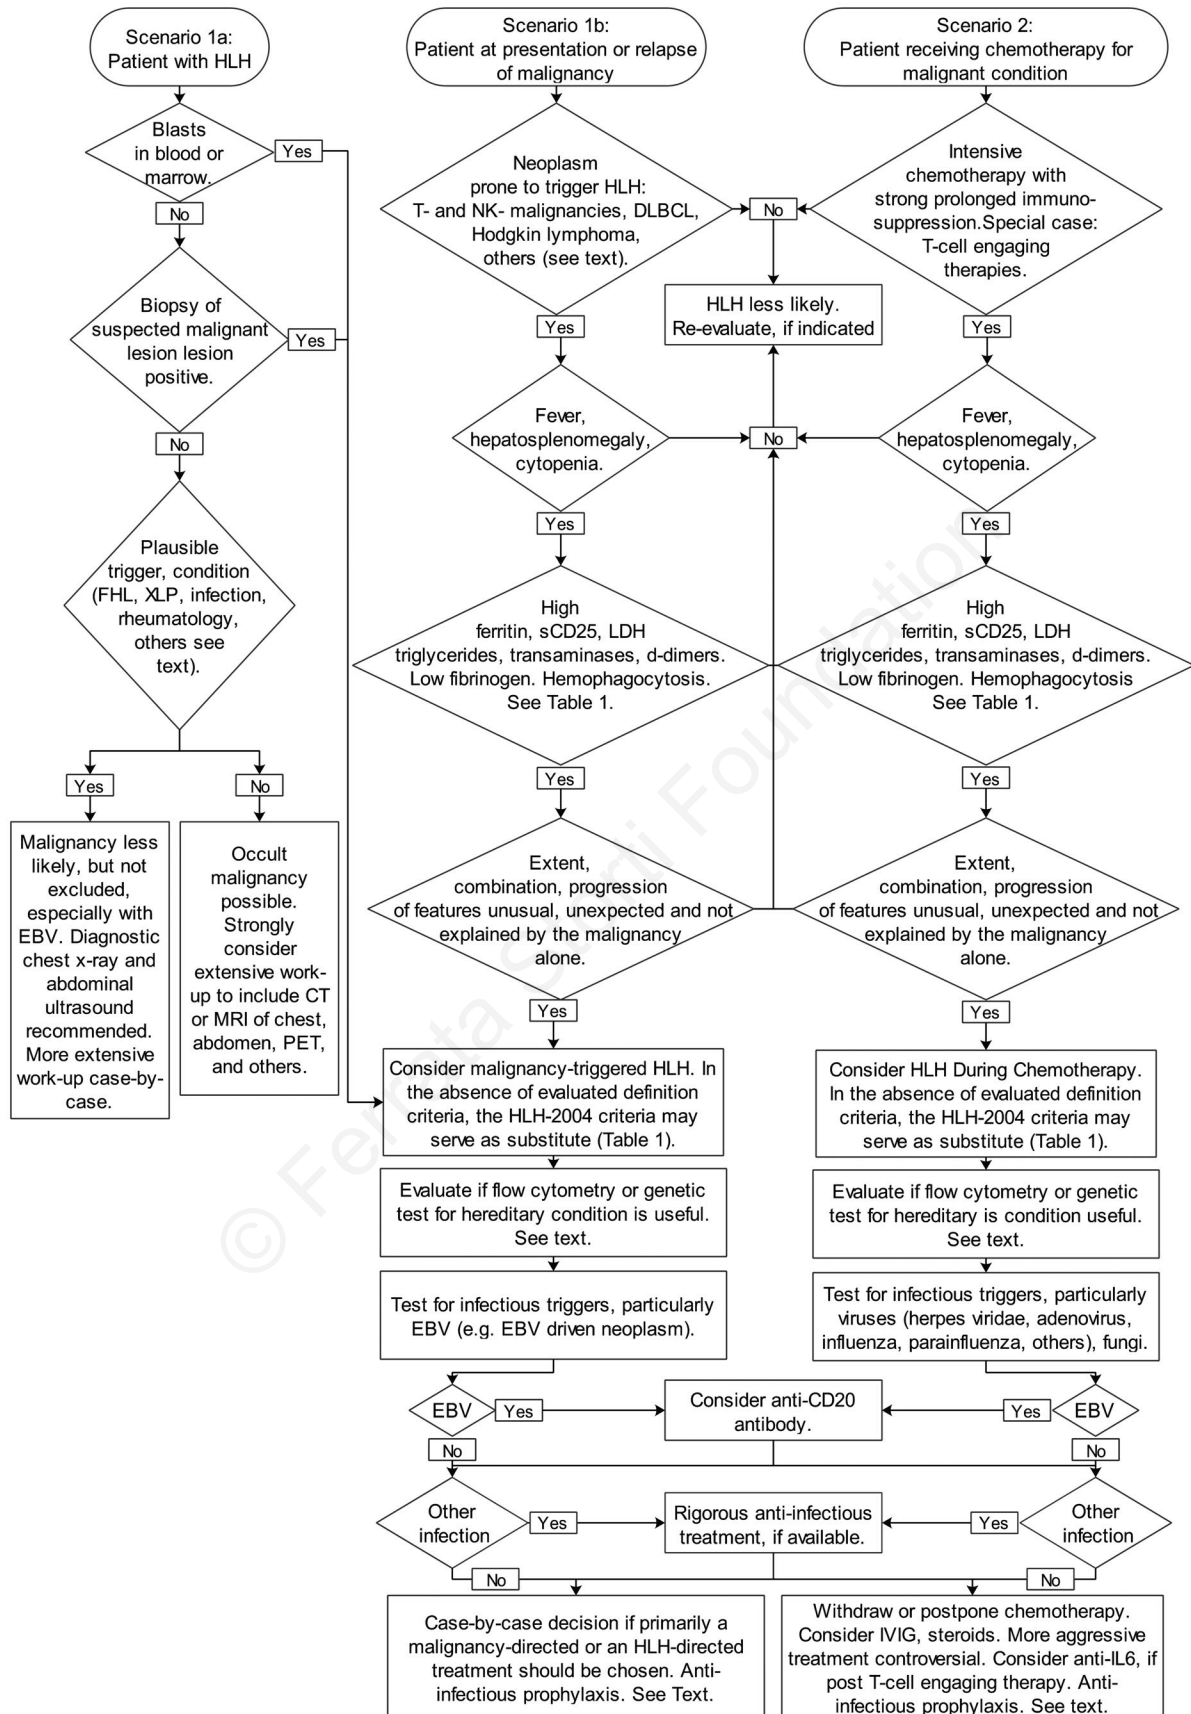 Scenario 1a:
Patient with HLH
Blasts
in blood or
marrow.
Yes
No
Biopsy of
suspected malignant
lesion lesion
positive.
Yes
No
Plausible
trigger, condition
(FHL, XLP, infection,
rheumatology,
others see
text).
Yes
No
Malignancy less
likely, but not
excluded,
especially with
EBV. Diagnostic
chest x-ray and
abdominal
ultrasound
recommended.
More extensive
work-up case-by-
case.
Occult
malignancy
possible.
Strongly
consider
extensive work-
up to include CT
or MRI of chest,
abdomen, PET,
and others.
Scenario 1b:
Patient at presentation or relapse
of malignancy
Neoplasm
prone to trigger HLH:
T- and NK- malignancies, DLBCL,
Hodgkin lymphoma,
others (see text).
No
Yes
HLH less likely.
Re-evaluate, if indicated
Fever,
hepatosplenomegaly,
cytopenia.
No
Yes
High
ferritin, sCD25, LDH
triglycerides, transaminases, d-dimers.
Low fibrinogen. Hemophagocytosis.
See Table 1.
Yes
Extent,
combination, progression
of features unusual, unexpected and not
explained by the malignancy
alone.
Yes
Consider malignancy-triggered HLH. In
the absence of evaluated definition
criteria, the HLH-2004 criteria may
serve as substitute (Table 1).
Evaluate if flow cytometry or genetic
test for hereditary condition is useful.
See text.
Test for infectious triggers, particularly
EBV (e.g. EBV driven neoplasm).
EBV
Yes
No
Consider anti-CD20
antibody.
Other
infection
Yes
No
Rigorous anti-infectious
treatment, if available.
Case-by-case decision if primarily a
malignancy-directed or an HLH-directed
treatment should be chosen. Anti-
infectious prophylaxis. See Text.
Scenario 2:
Patient receiving chemotherapy for
malignant condition
Intensive
chemotherapy with
strong prolonged immuno-
suppression.Special case:
T-cell engaging
therapies.
Yes
Fever,
hepatosplenomegaly,
cytopenia.
Yes
High
ferritin, sCD25, LDH
triglycerides, transaminases, d-dimers.
Low fibrinogen. Hemophagocytosis
See Table 1.
Yes
Extent,
combination, progression
of features unusual, unexpected and not
explained by the malignancy
alone.
Yes
Consider HLH During Chemotherapy.
In the absence of evaluated definition
criteria, the HLH-2004 criteria may
serve as substitute (Table 1).
Evaluate if flow cytometry or genetic
test for hereditary is condition useful.
See text.
Test for infectious triggers, particularly
viruses (herpes viridae, adenovirus,
influenza, parainfluenza, others), fungi.
EBV
Yes
No
Other
infection
Yes
No
Withdraw or postpone chemotherapy.
Consider IVIG, steroids. More aggressive
treatment controversial. Consider anti-IL6, if
post T-cell engaging therapy. Anti-
infectious prophylaxis. See text.
© Ferrata Storti Foundation